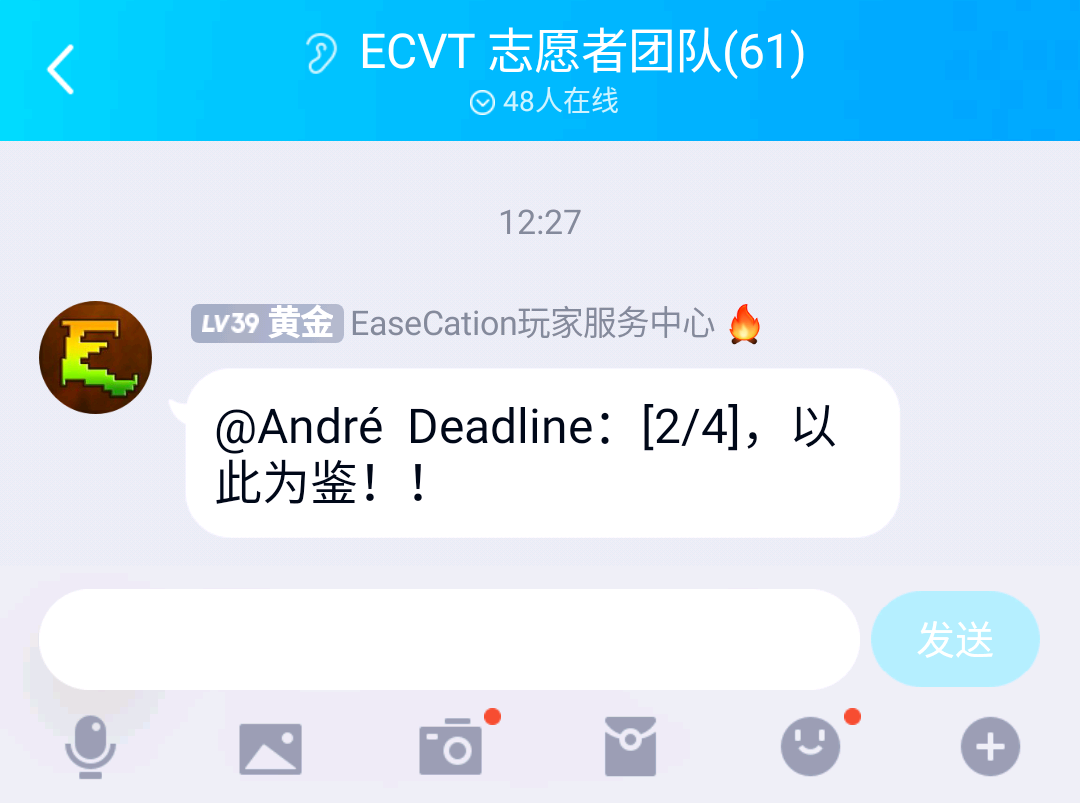 ECVT 志愿者团队(61)
48人在线
12:27
LV39 黄金 EaseCation玩家服务中心
@André Deadline：[2/4]，以
此为鉴！！
发送